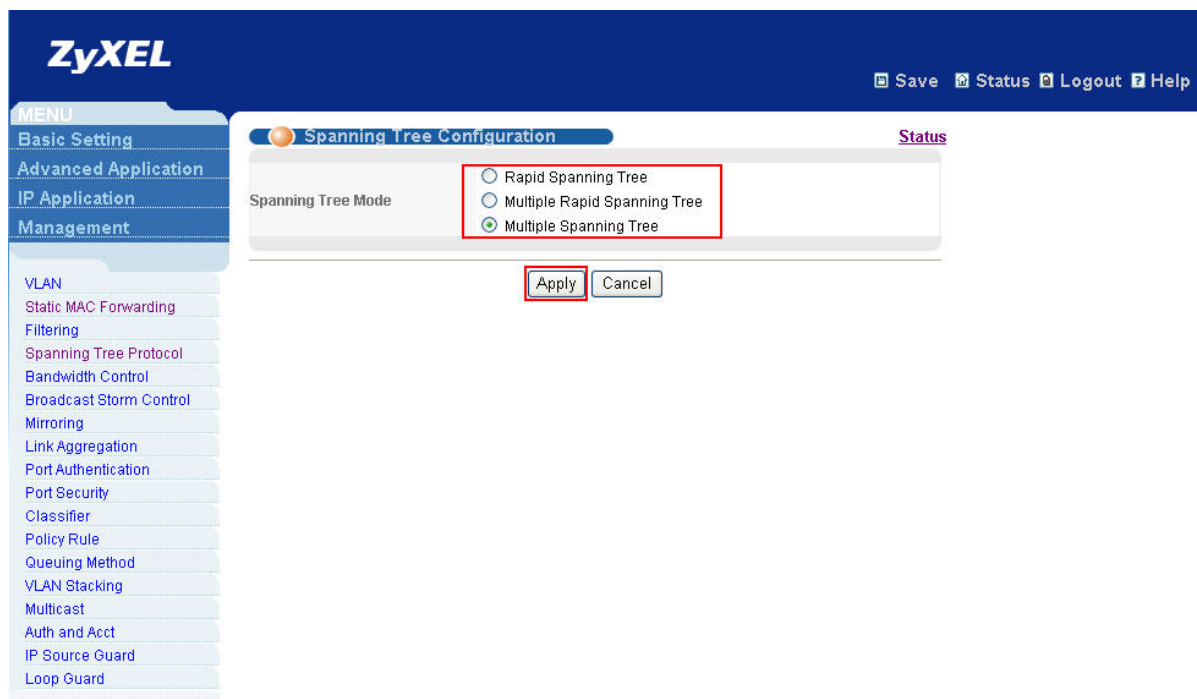 ZyXEL
Save Status Logout Help
MENU
Basic Setting
Advanced Application
IP Application
Management
VLAN
Static MAC Forwarding
Filtering
Spanning Tree Protocol
Bandwidth Control
Broadcast Storm Control
Mirroring
Link Aggregation
Port Authentication
Port Security
Classifier
Policy Rule
Queuing Method
VLAN Stacking
Multicast
Auth and Acct
IP Source Guard
Loop Guard
Spanning Tree Configuration
Status
Spanning Tree Mode
Rapid Spanning Tree
Multiple Rapid Spanning Tree
Multiple Spanning Tree
Apply Cancel